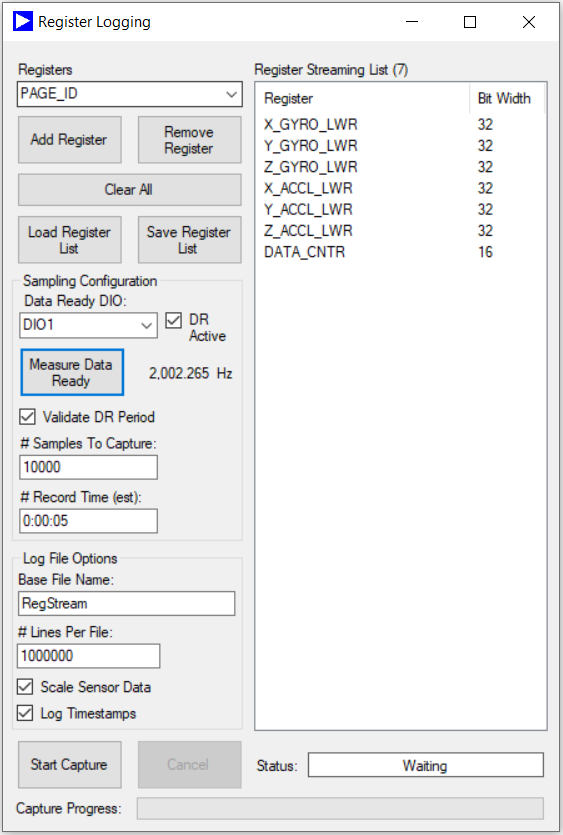 Register Logging
Registers
PAGE_ID
Add Register
Remove
Register
Clear All
Load Register
List
Save Register
List
Sampling Configuration
Data Ready DIO:
DIO1
DR
Active
Measure Data
Ready
2,002.265 Hz
Validate DR Period
# Samples To Capture:
10000
# Record Time (est):
0:00:05
Log File Options
Base File Name:
RegStream
# Lines Per File:
1000000
Scale Sensor Data
Log Timestamps
Start Capture
Cancel
Register Streaming List (7)
Register Bit Width
X_GYRO_LWR 32
Y_GYRO_LWR 32
Z_GYRO_LWR 32
X_ACCL_LWR 32
Y_ACCL_LWR 32
Z_ACCL_LWR 32
DATA_CNTR 16
Status: Waiting
Capture Progress: